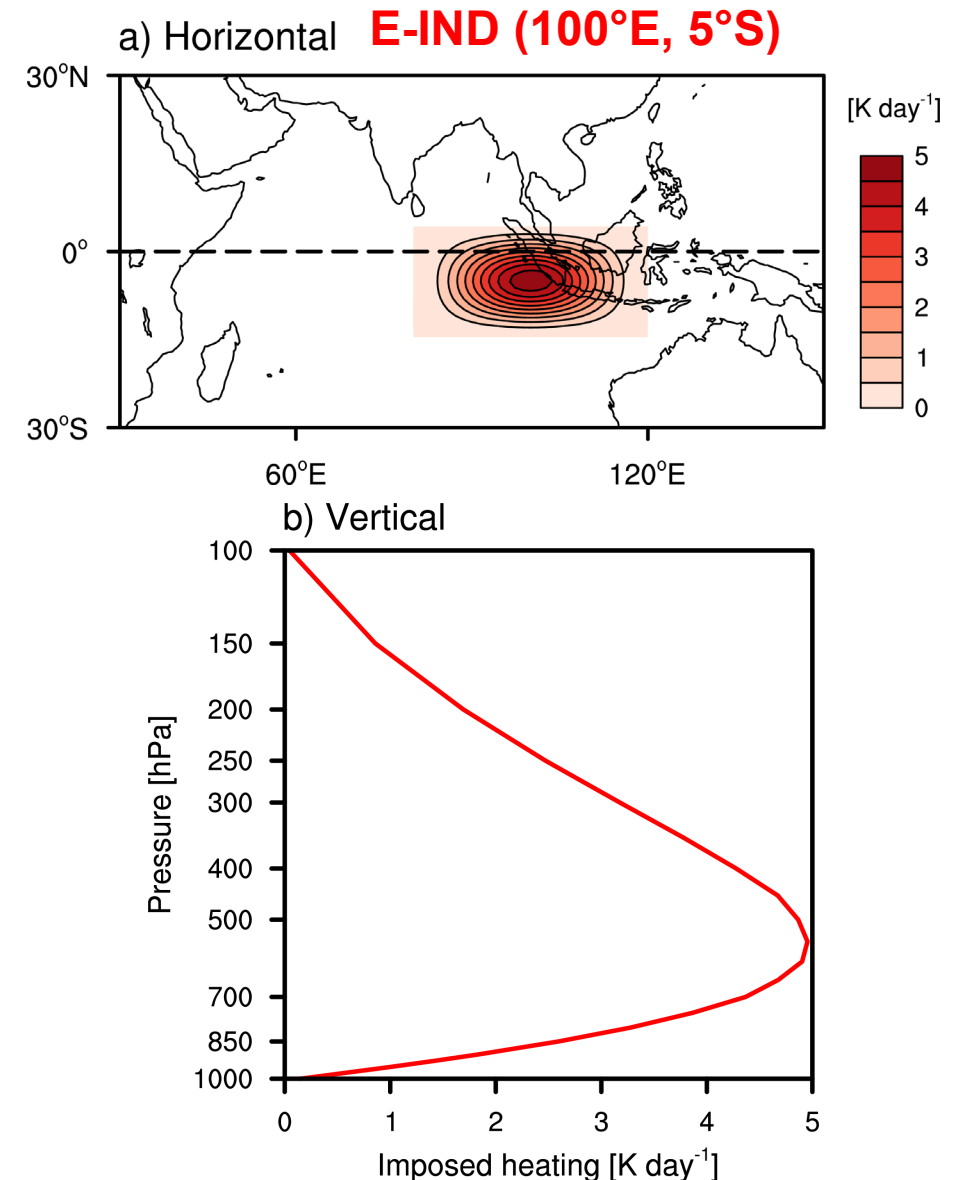 a) Horizontal E-IND (100°E, 5°S)
30°N
[K day⁻¹]
5
4
0°
3
2
1
0
30°S
60°E 120°E
b) Vertical
100
150
200
250
300
400
500
700
850
1000
Pressure [hPa]
0 1 2 3 4 5
Imposed heating [K day⁻¹]